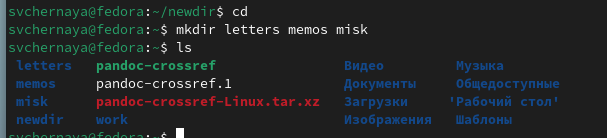 svchernaya@fedora:~/newdir$ cd
svchernaya@fedora:~$ mkdir letters memos misk
svchernaya@fedora:~$ ls
letters pandoc-crossref Видео Музыка
memos pandoc-crossref.1 Документы Общедоступные
misk pandoc-crossref-Linux.tar.xz Загрузки 'Рабочий стол'
newdir work Изображения Шаблоны
svchernaya@fedora:~$